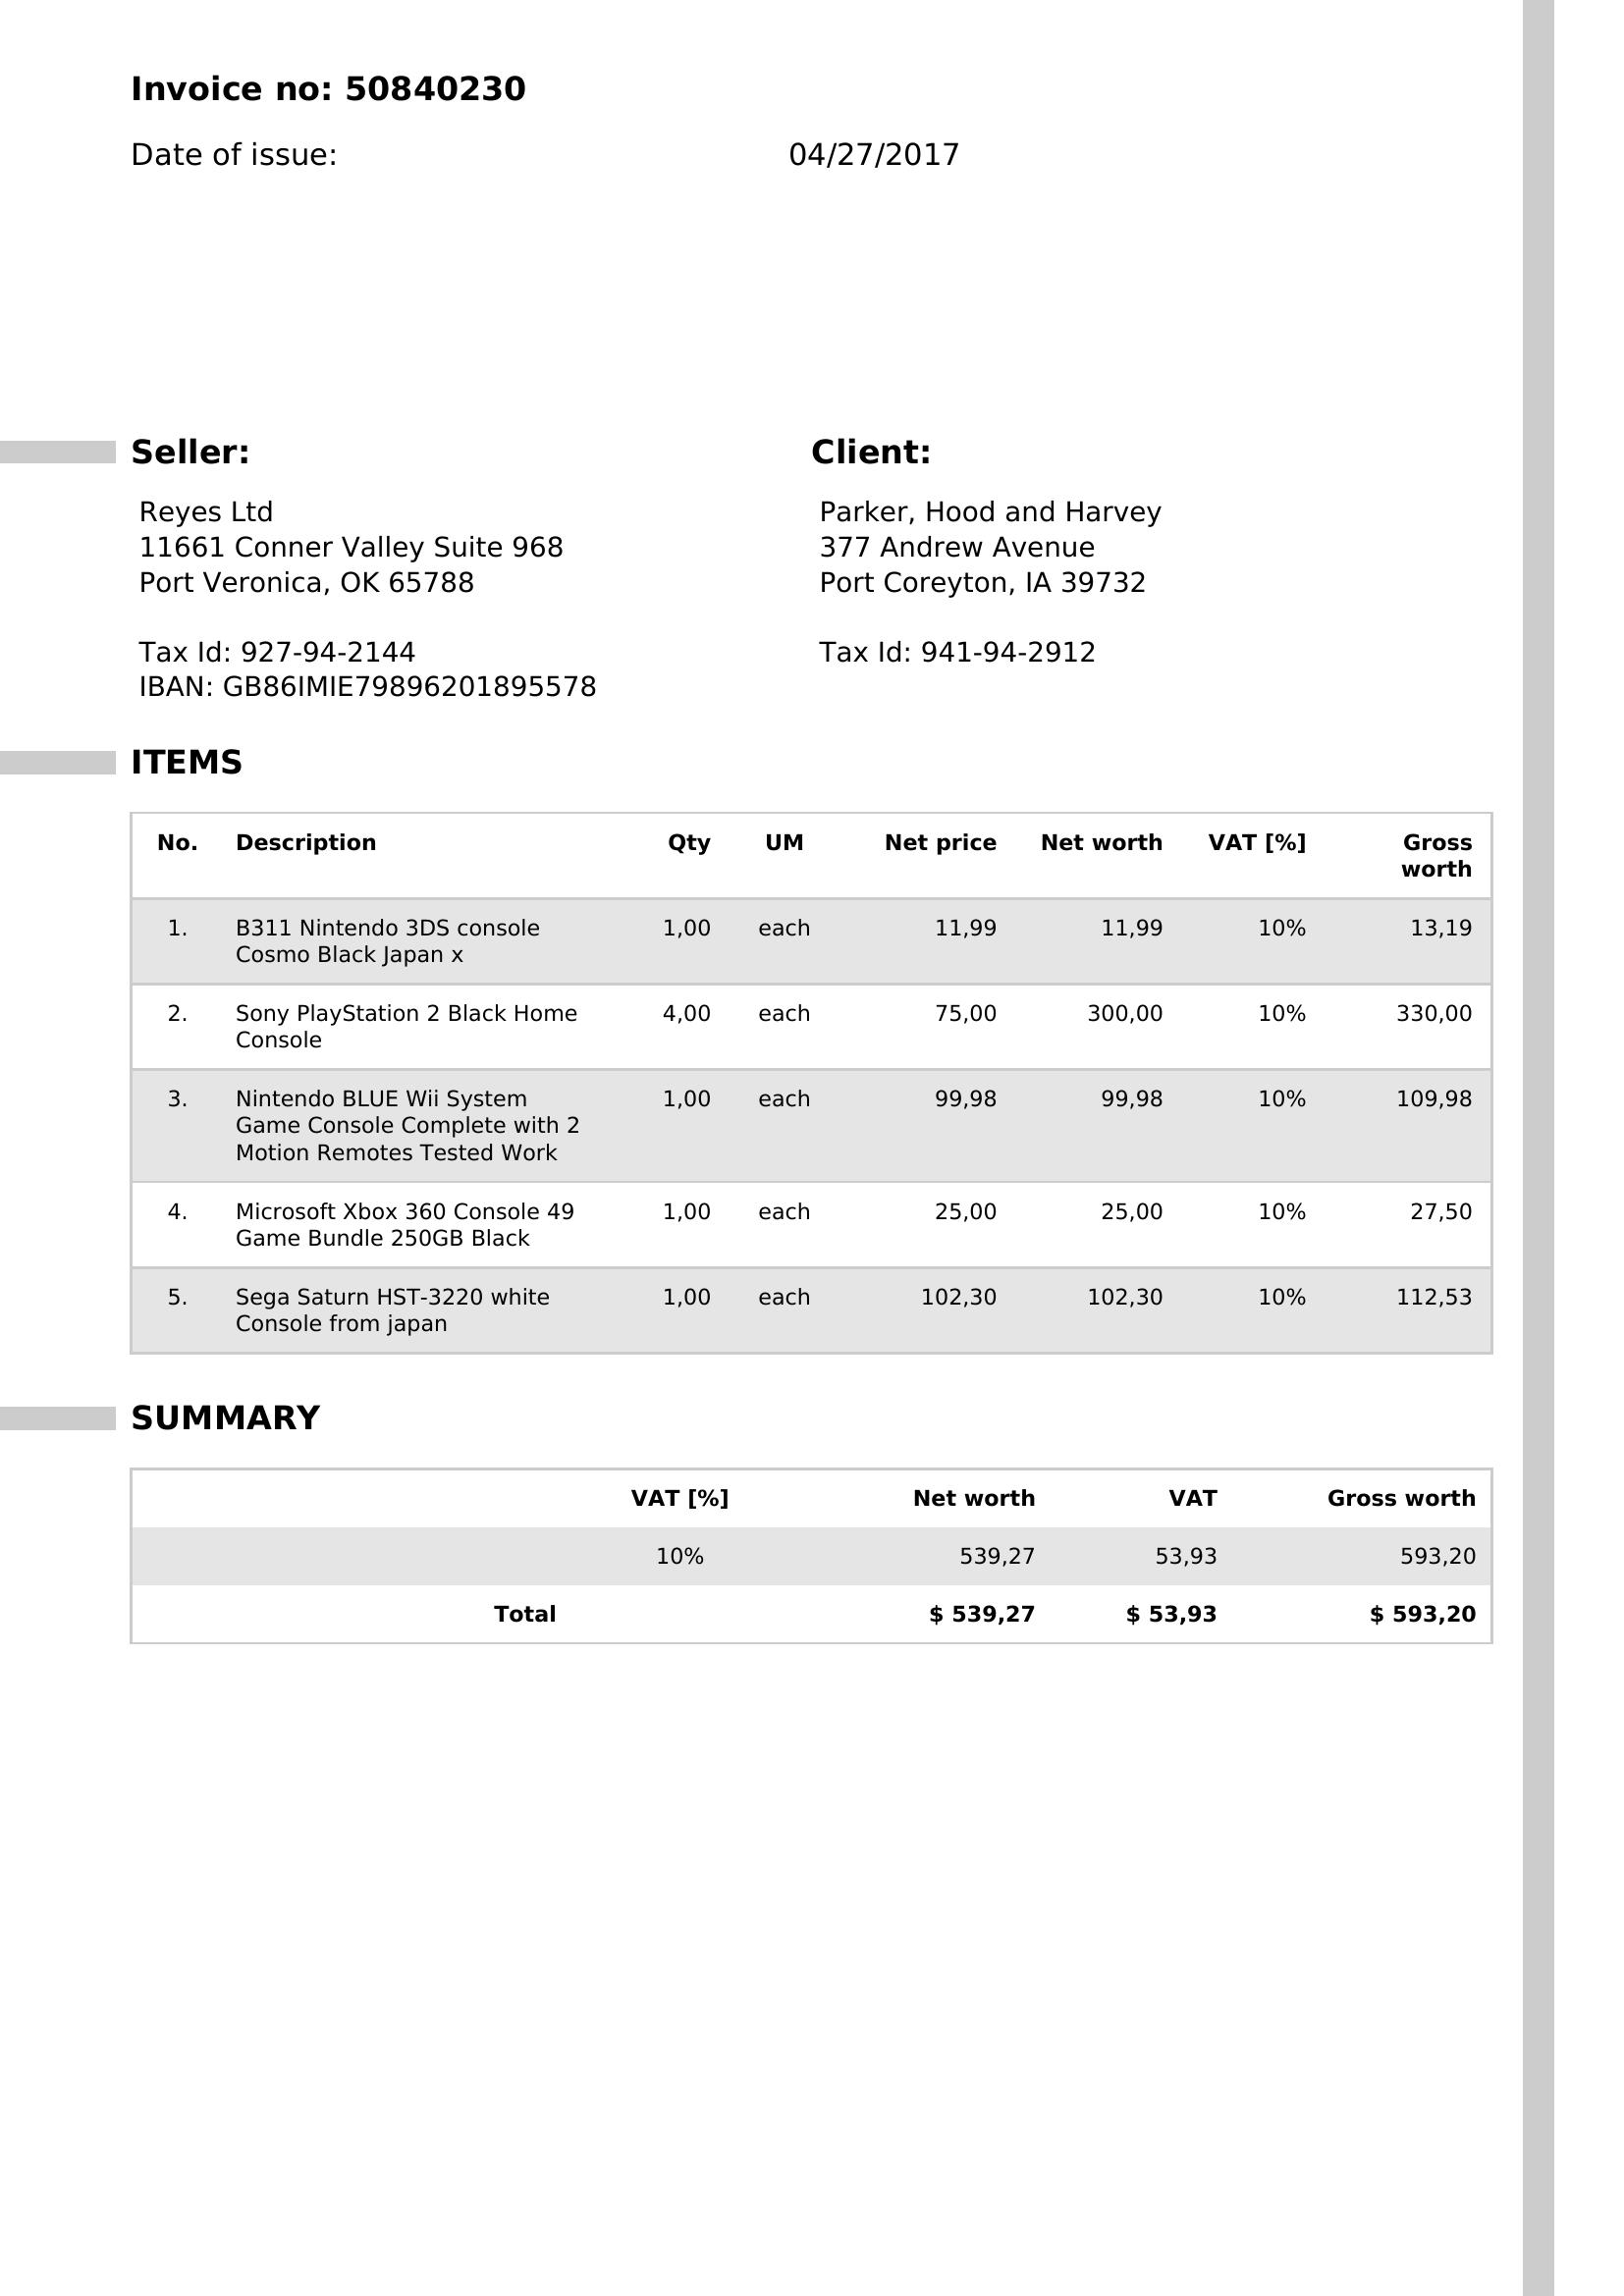 Invoice no: 50840230
Date of issue: 04/27/2017
Seller:
Reyes Ltd
11661 Conner Valley Suite 968
Port Veronica, OK 65788
Tax Id: 927-94-2144
IBAN: GB86IMIE79896201895578
Client:
Parker, Hood and Harvey
377 Andrew Avenue
Port Coreyton, IA 39732
Tax Id: 941-94-2912
ITEMS
No. Description Qty UM Net price Net worth VAT [%] Gross
worth
1. B311 Nintendo 3DS console 1,00 each 11,99 11,99 10% 13,19
Cosmo Black Japan x
2. Sony PlayStation 2 Black Home 4,00 each 75,00 300,00 10% 330,00
Console
3. Nintendo BLUE Wii System 1,00 each 99,98 99,98 10% 109,98
Game Console Complete with 2
Motion Remotes Tested Work
4. Microsoft Xbox 360 Console 49 1,00 each 25,00 25,00 10% 27,50
Game Bundle 250GB Black
5. Sega Saturn HST-3220 white 1,00 each 102,30 102,30 10% 112,53
Console from japan
SUMMARY
VAT [%] Net worth VAT Gross worth
10% 539,27 53,93 593,20
Total $ 539,27 $ 53,93 $ 593,20